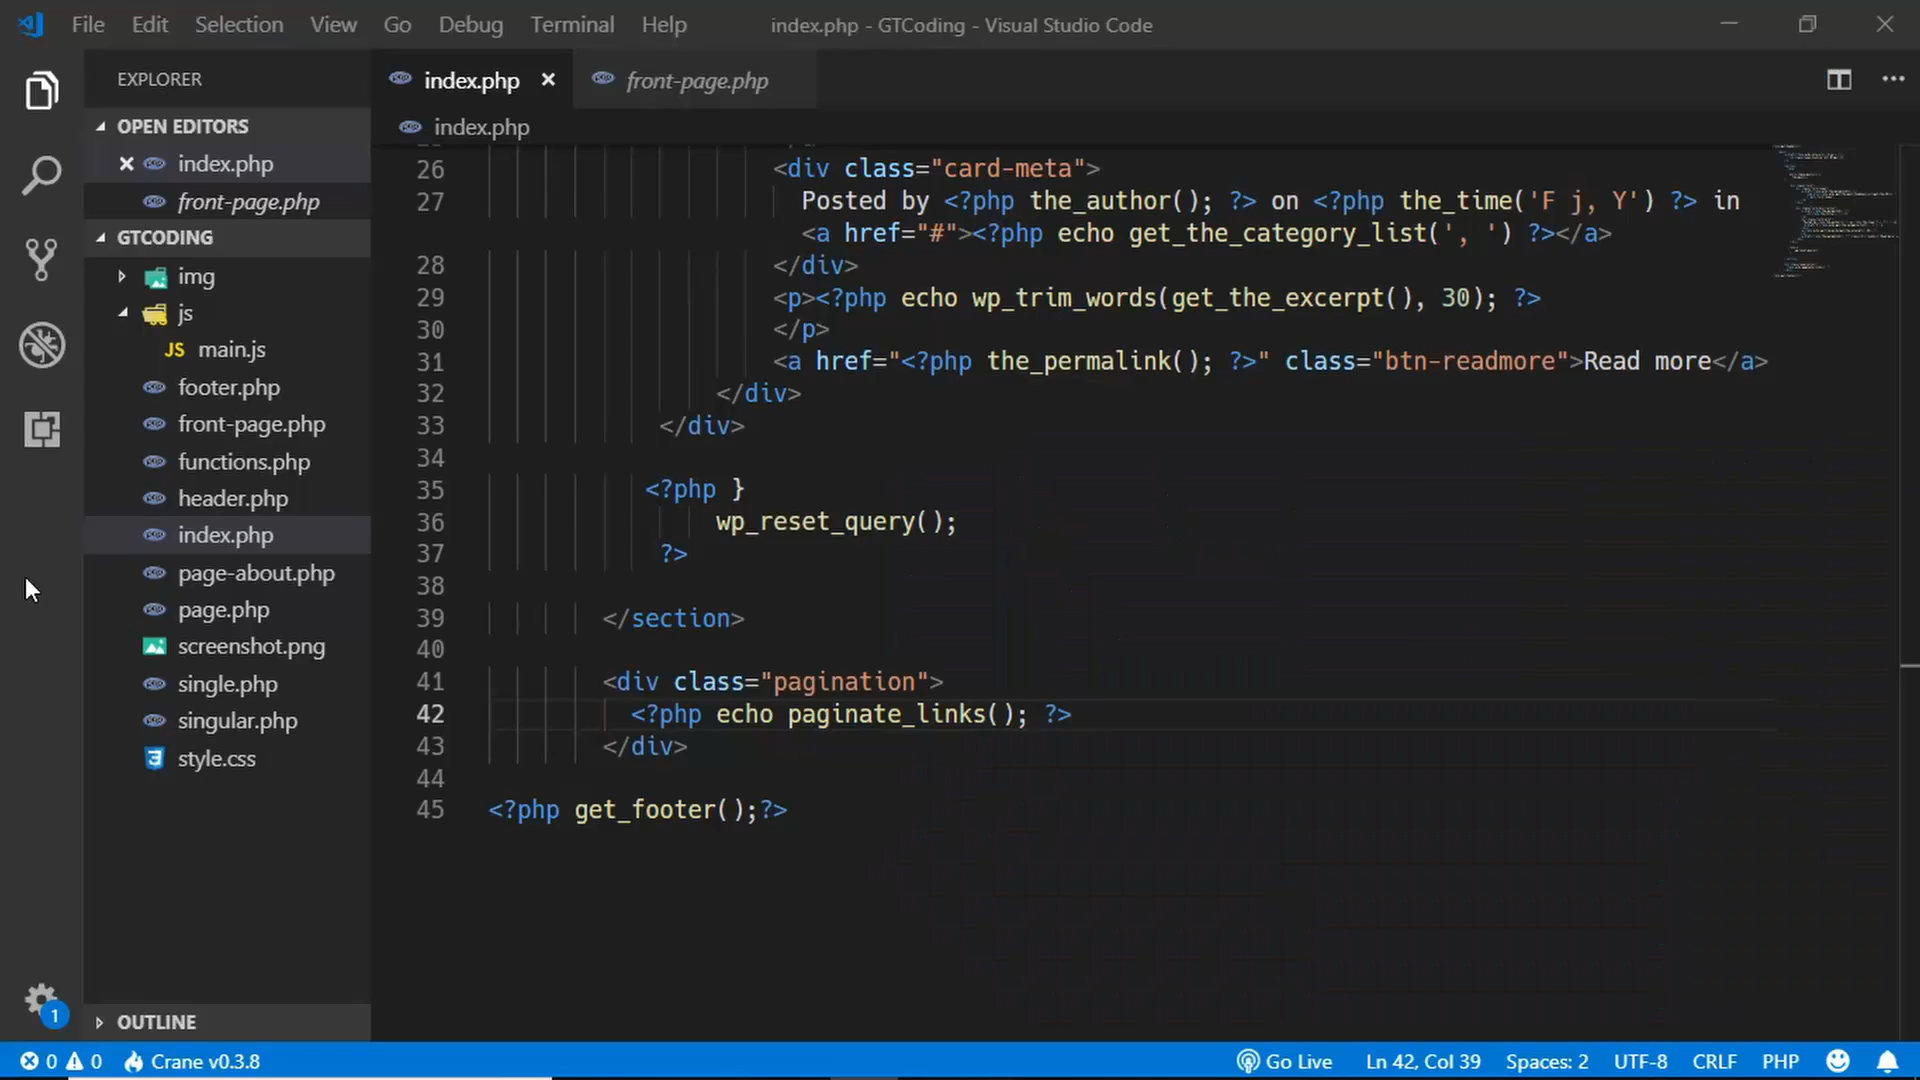 File Edit Selection View Go Debug Terminal Help
index.php - GTCoding - Visual Studio Code
EXPLORER
OPEN EDITORS
index.php
front-page.php
GTCODING
img
js
JS main.js
footer.php
front-page.php
functions.php
header.php
index.php
page-about.php
page.php
screenshot.png
single.php
singular.php
style.css
OUTLINE
1
index.php front-page.php
index.php
26 <div class="card-meta">
27 Posted by <?php the_author(); ?> on <?php the_time('F j, Y') ?> in
<a href="#"><?php echo get_the_category_list(', ') ?></a>
28 </div>
29 <p><?php echo wp_trim_words(get_the_excerpt(), 30); ?>
30 </p>
31 <a href="<?php the_permalink(); ?>" class="btn-readmore">Read more</a>
32 </div>
33 </div>
34
35 <?php }
36 wp_reset_query();
37 ?>
38
39 </section>
40
41 <div class="pagination">
42 <?php echo paginate_links(); ?>
43 </div>
44
45 <?php get_footer();?>
0 0 Crane v0.3.8 Go Live Ln 42, Col 39 Spaces: 2 UTF-8 CRLF PHP